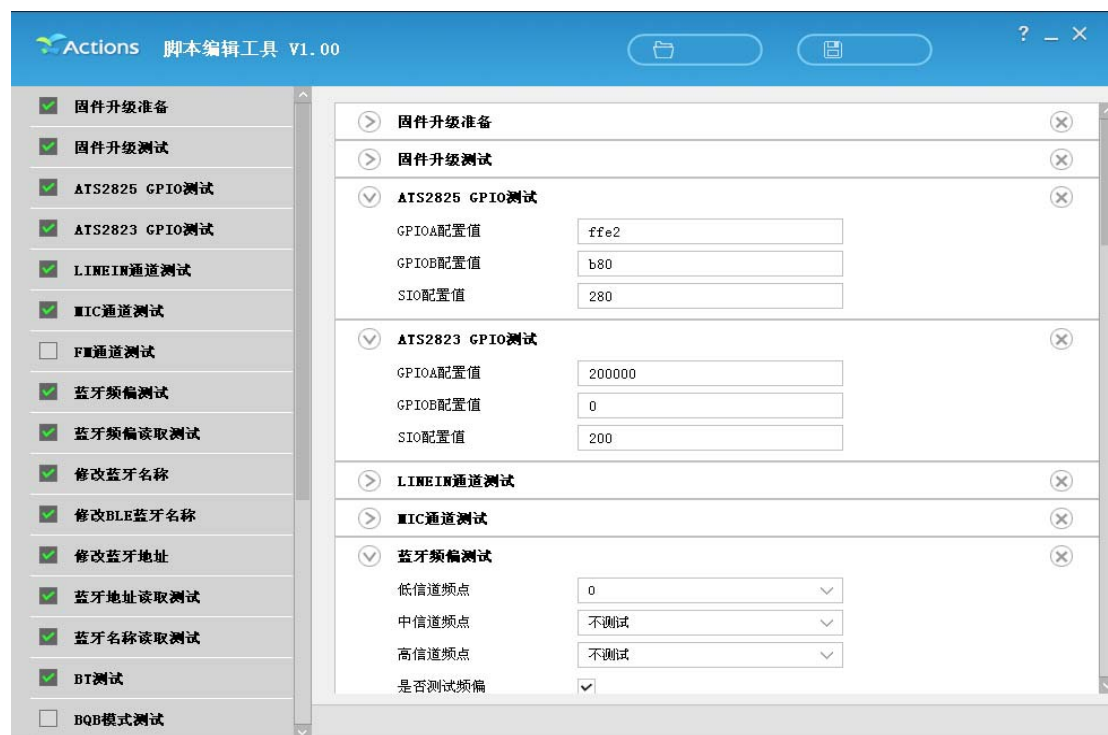 Actions 脚本编辑工具 V1.00
? _ ×
固件升级准备
固件升级测试
ATS2825 GPIO测试
ATS2823 GPIO测试
LINEIN通道测试
MIC通道测试
FM通道测试
蓝牙频偏测试
蓝牙频偏读取测试
修改蓝牙名称
修改BLE蓝牙名称
修改蓝牙地址
蓝牙地址读取测试
蓝牙名称读取测试
BT测试
BQB模式测试
固件升级准备
固件升级测试
ATS2825 GPIO测试
GPIOA配置值 ffe2
GPIOB配置值 b80
SIO配置值 280
ATS2823 GPIO测试
GPIOA配置值 200000
GPIOB配置值 0
SIO配置值 200
LINEIN通道测试
MIC通道测试
蓝牙频偏测试
低信道频点 0
中信道频点 不测试
高信道频点 不测试
是否测试频偏